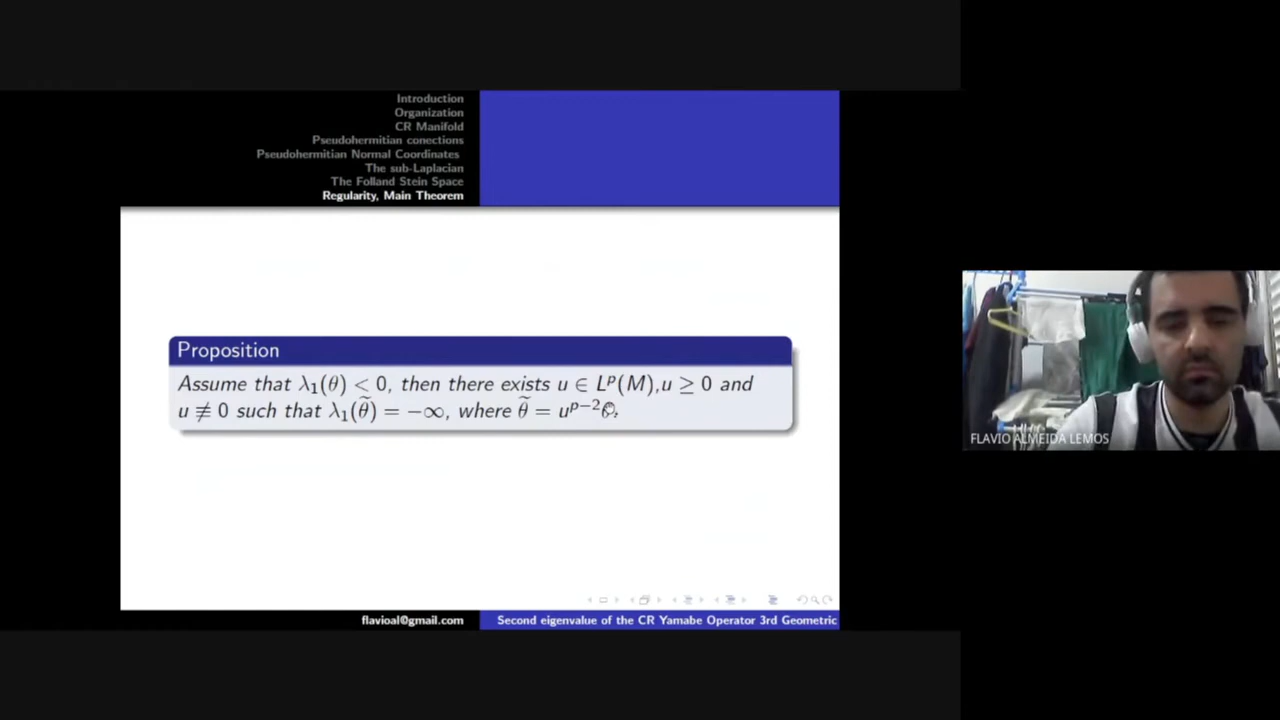 Introduction
Organization
CR Manifold
Pseudohermitian conections
Pseudohermitian Normal Coordinates
The sub-Laplacian
The Folland Stein Space
Regularity, Main Theorem
Proposition
Assume that λ₁(θ) < 0, then there exists u ∈ Lᵖ(M), u ≥ 0 and
u ≢ 0 such that λ₁(θ̃) = −∞, where θ̃ = uᵖ⁻²θ.
FLAVIO ALMEIDA LEMOS
flavioal@gmail.com
Second eigenvalue of the CR Yamabe Operator 3rd Geometric